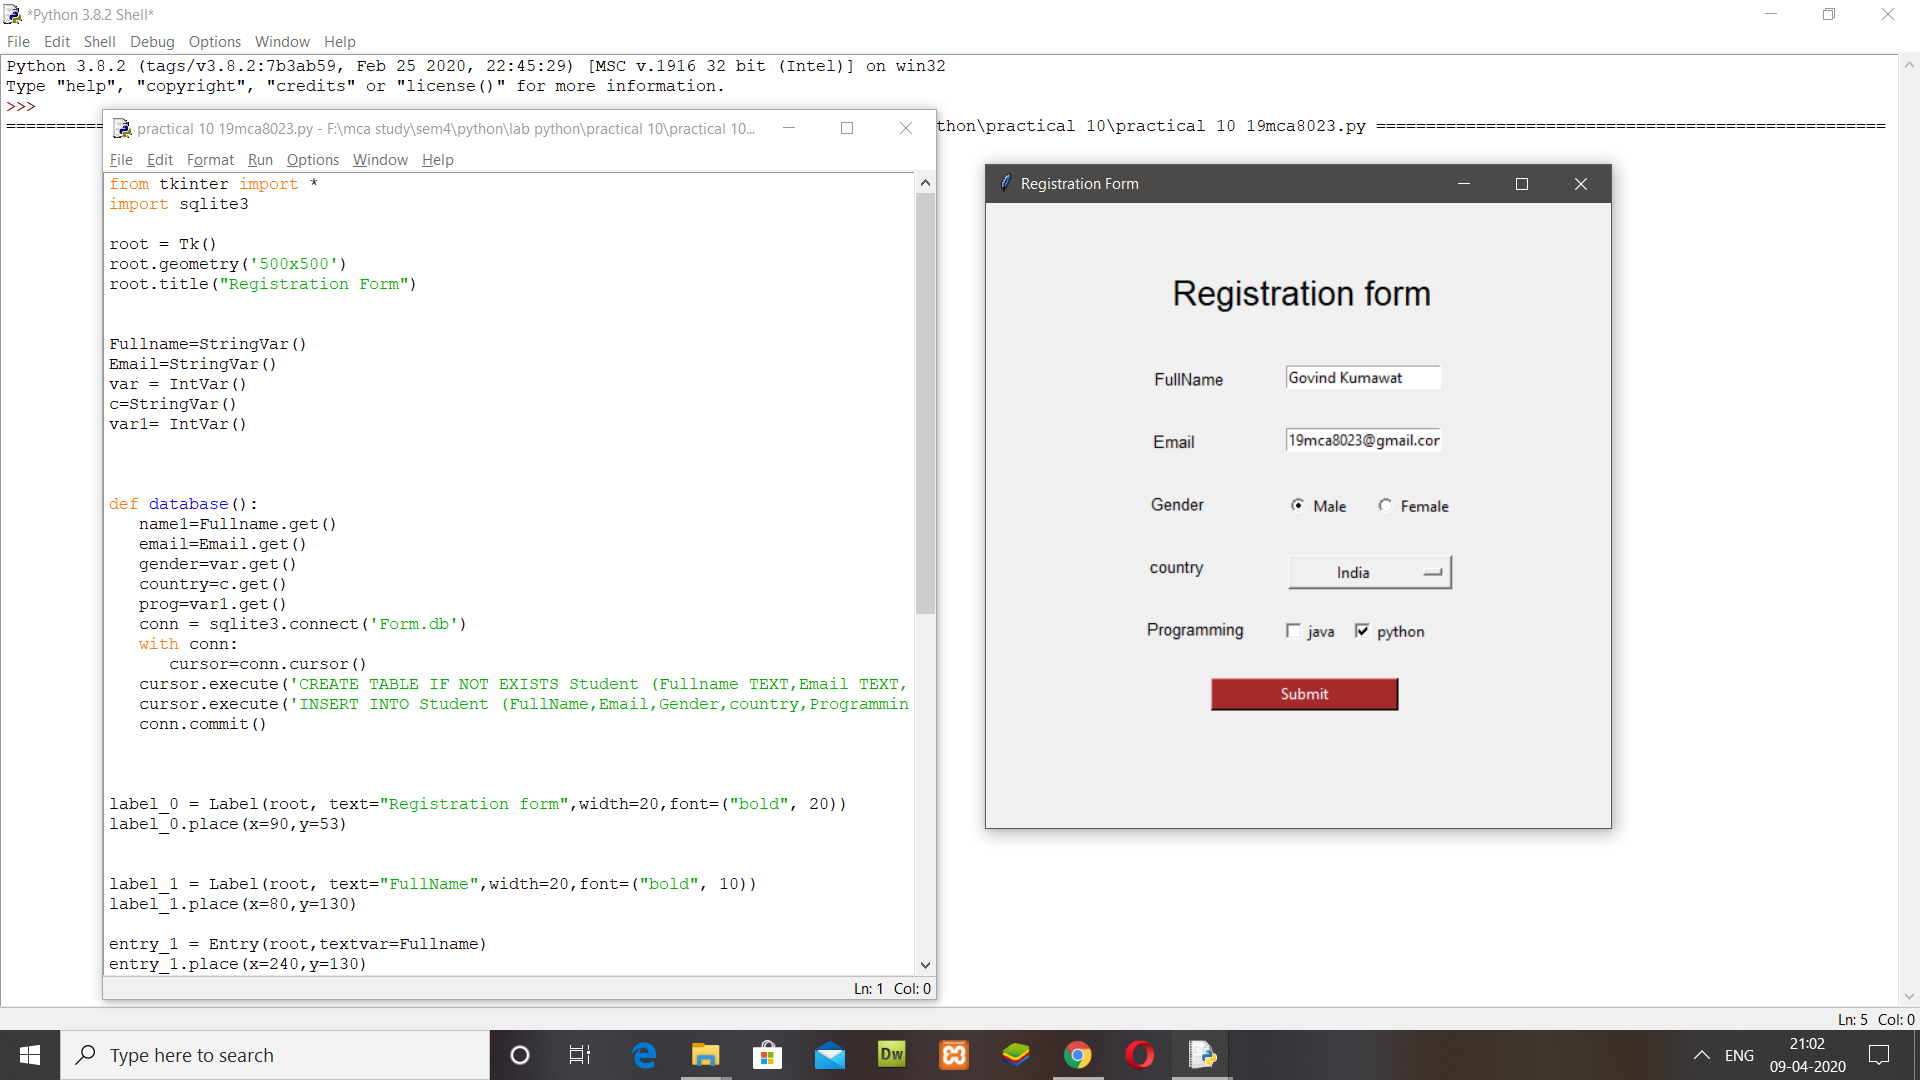 *Python 3.8.2 Shell*
File Edit Shell Debug Options Window Help
Python 3.8.2 (tags/v3.8.2:7b3ab59, Feb 25 2020, 22:45:29) [MSC v.1916 32 bit (Intel)] on win32
Type "help", "copyright", "credits" or "license()" for more information.
>>>
thon\practical 10\practical 10 19mca8023.py ===================================================
practical 10 19mca8023.py - F:\mca study\sem4\python\lab python\practical 10\practical 10...
File Edit Format Run Options Window Help
from tkinter import *
import sqlite3
root = Tk()
root.geometry('500x500')
root.title("Registration Form")
Fullname=StringVar()
Email=StringVar()
var = IntVar()
c=StringVar()
var1= IntVar()
def database():
   name1=Fullname.get()
   email=Email.get()
   gender=var.get()
   country=c.get()
   prog=var1.get()
   conn = sqlite3.connect('Form.db')
   with conn:
      cursor=conn.cursor()
   cursor.execute('CREATE TABLE IF NOT EXISTS Student (Fullname TEXT,Email TEXT,
   cursor.execute('INSERT INTO Student (FullName,Email,Gender,country,Programmin
   conn.commit()
label_0 = Label(root, text="Registration form",width=20,font=("bold", 20))
label_0.place(x=90,y=53)
label_1 = Label(root, text="FullName",width=20,font=("bold", 10))
label_1.place(x=80,y=130)
entry_1 = Entry(root,textvar=Fullname)
entry_1.place(x=240,y=130)
Ln: 1 Col: 0
Registration Form
Registration form
FullName Govind Kumawat
Email 19mca8023@gmail.com
Gender Male Female
country India
Programming java python
Submit
Ln: 5 Col: 0
Type here to search
Dw
ENG
21:02
09-04-2020